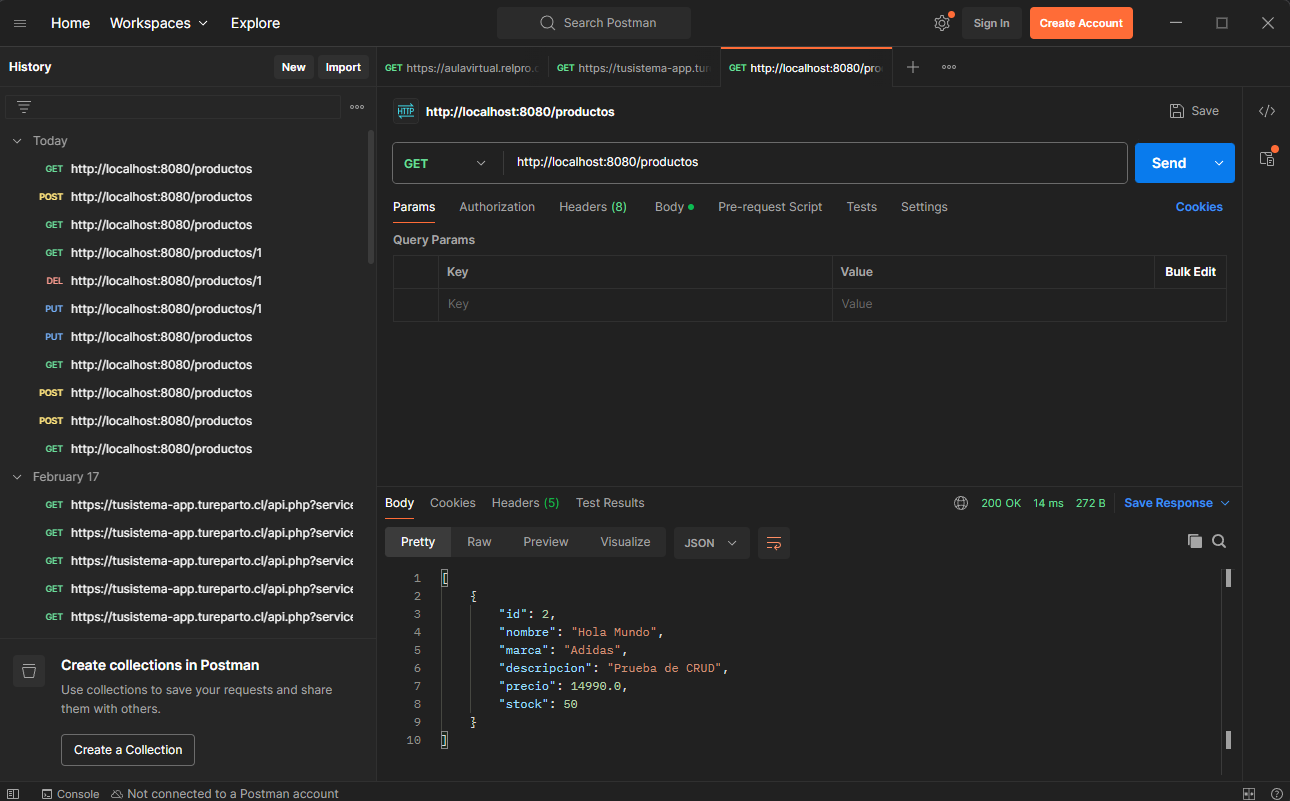 Home Workspaces Explore Search Postman Sign In Create Account
History New Import GET https://aulavirtual.relpro.c GET https://tusistema-app.tur GET http://localhost:8080/pro
HTTP http://localhost:8080/productos Save
Today
GET http://localhost:8080/productos
POST http://localhost:8080/productos
GET http://localhost:8080/productos
GET http://localhost:8080/productos/1
DEL http://localhost:8080/productos/1
PUT http://localhost:8080/productos/1
PUT http://localhost:8080/productos
GET http://localhost:8080/productos
POST http://localhost:8080/productos
POST http://localhost:8080/productos
GET http://localhost:8080/productos
February 17
GET https://tusistema-app.tureparto.cl/api.php?service
GET https://tusistema-app.tureparto.cl/api.php?service
GET https://tusistema-app.tureparto.cl/api.php?service
GET https://tusistema-app.tureparto.cl/api.php?service
GET https://tusistema-app.tureparto.cl/api.php?service
Create collections in Postman
Use collections to save your requests and share
them with others.
Create a Collection
GET http://localhost:8080/productos Send
Params Authorization Headers (8) Body Pre-request Script Tests Settings Cookies
Query Params
Key Value Bulk Edit
Key Value
Body Cookies Headers (5) Test Results 200 OK 14 ms 272 B Save Response
Pretty Raw Preview Visualize JSON
1 [
2 {
3 "id": 2,
4 "nombre": "Hola Mundo",
5 "marca": "Adidas",
6 "descripcion": "Prueba de CRUD",
7 "precio": 14990.0,
8 "stock": 50
9 }
10 ]
Console Not connected to a Postman account